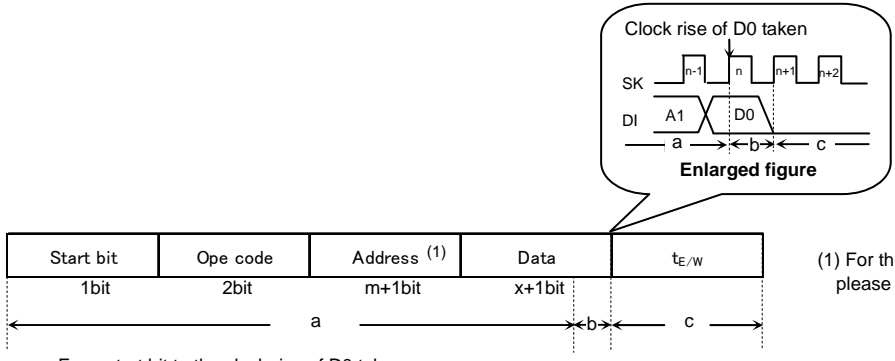 Clock rise of D0 taken
SK n-1 n n+1 n+2
DI A1 D0
a b c
Enlarged figure
Start bit Ope code Address (1) Data tE/W
1bit 2bit m+1bit x+1bit
(1) For th
please
a b c